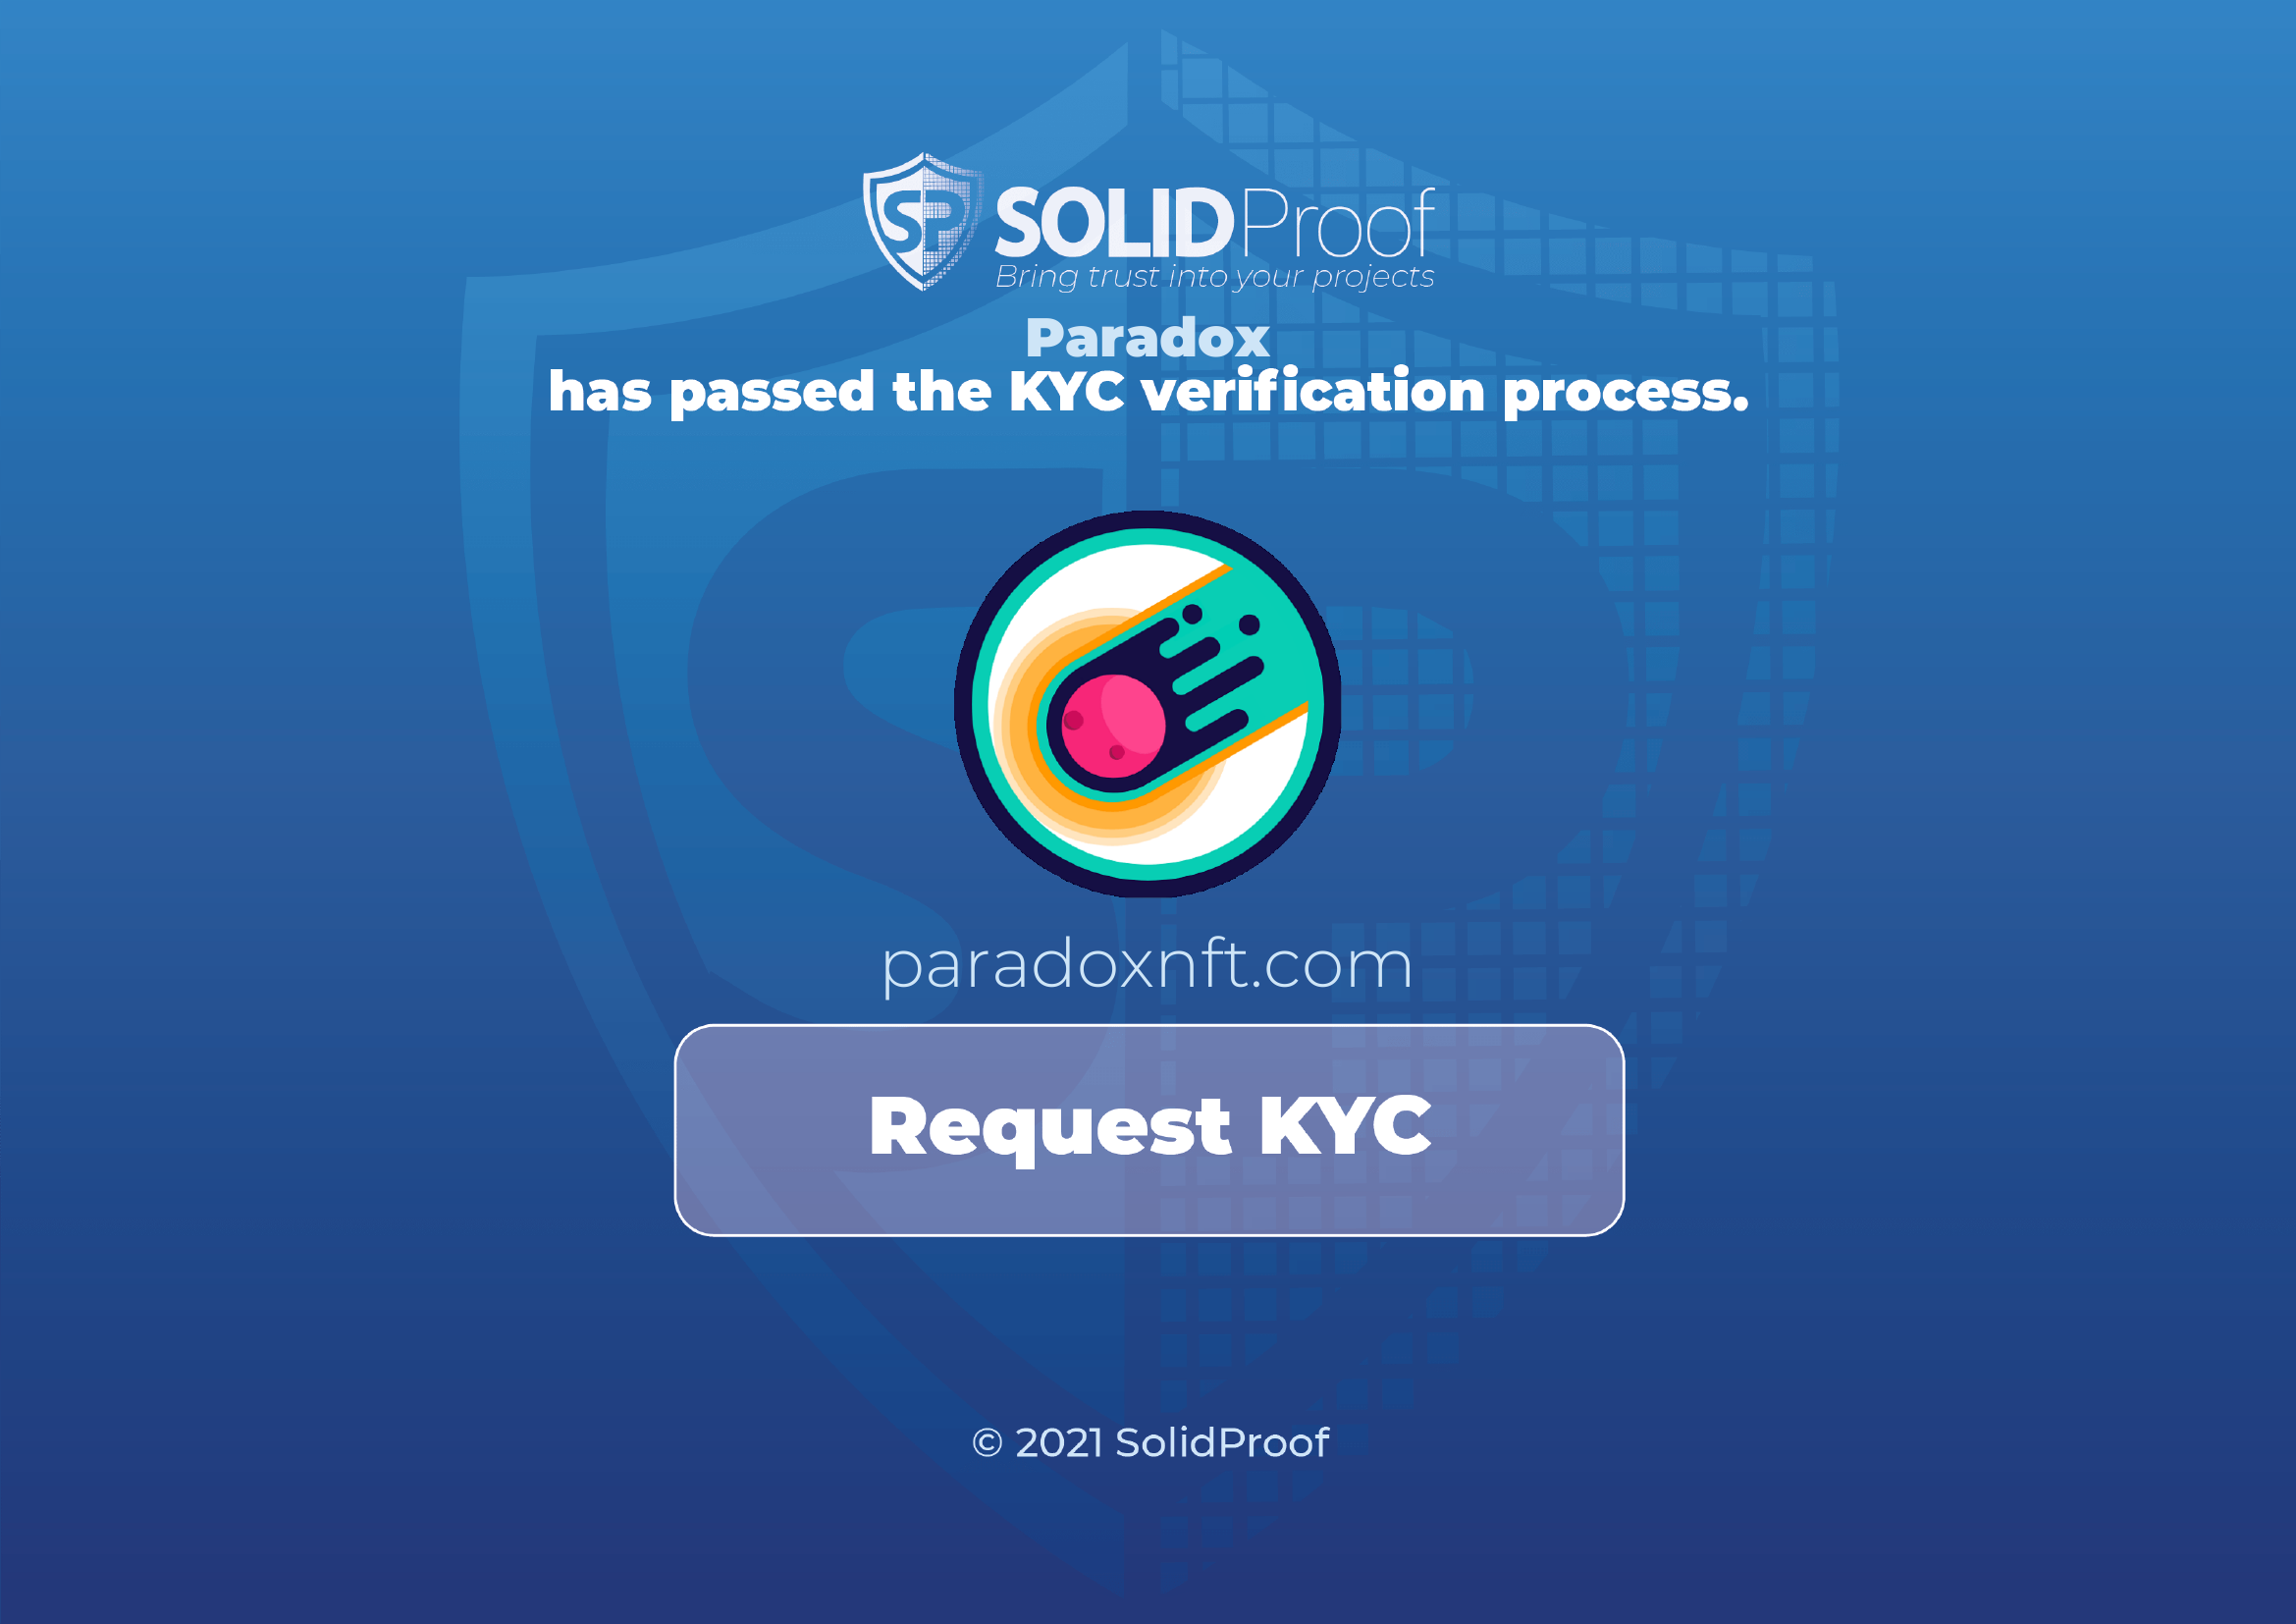 SP SOLIDProof
Bring trust into your projects
Paradox
has passed the KYC verification process.
paradoxnft.com
Request KYC
© 2021 SolidProof